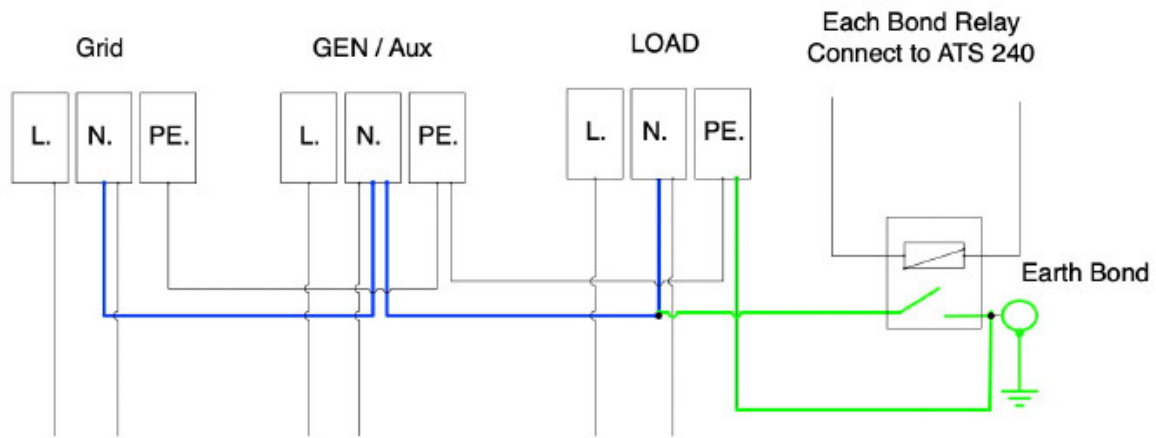 Grid
GEN / Aux
LOAD
Each Bond Relay
Connect to ATS 240
L. N. PE.
L. N. PE.
L. N. PE.
Earth Bond